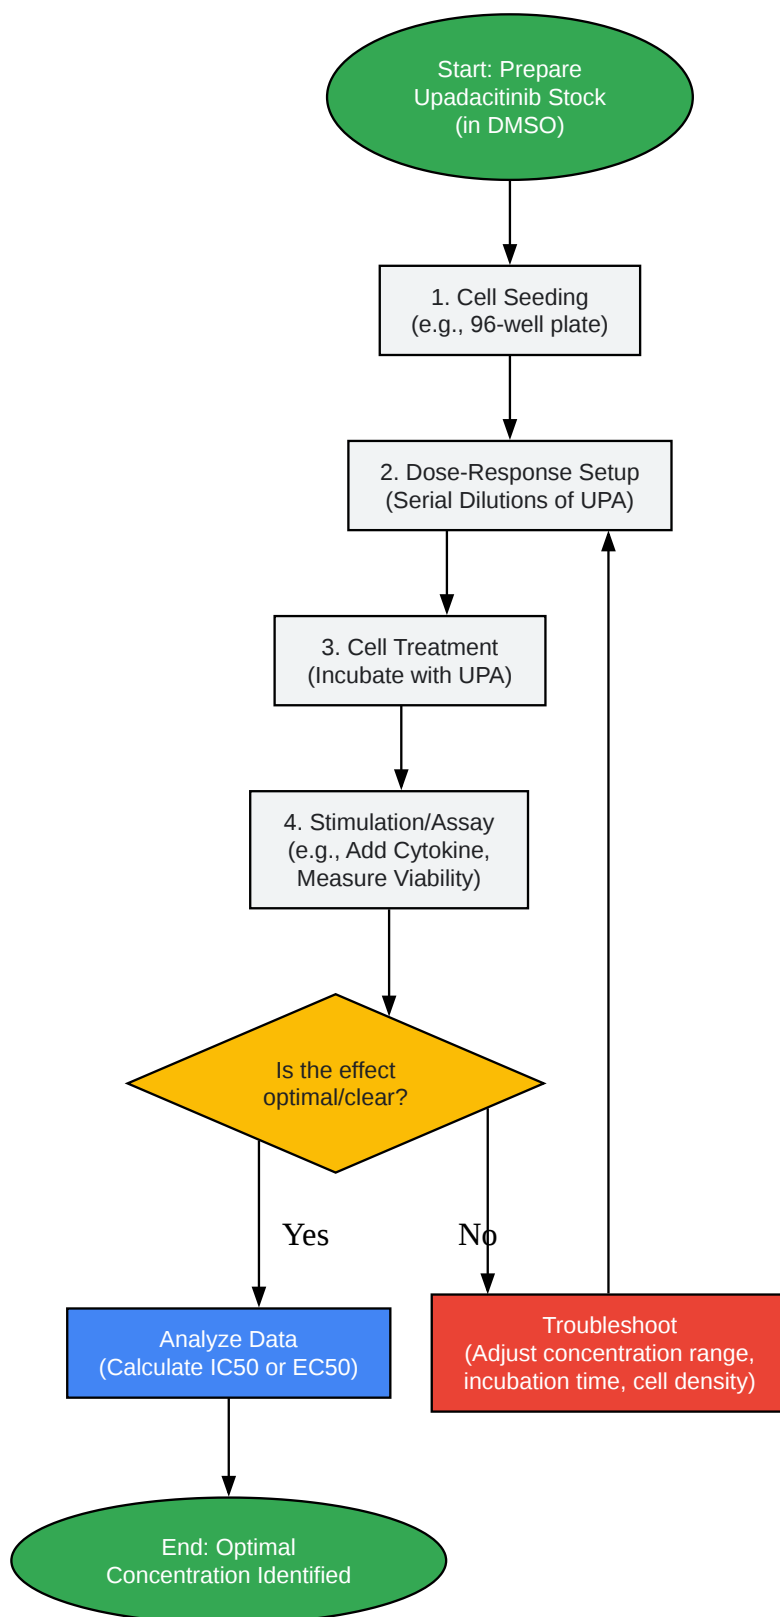 Start: Prepare
Upadacitinib Stock
(in DMSO)
1. Cell Seeding
(e.g., 96-well plate)
2. Dose-Response Setup
(Serial Dilutions of UPA)
3. Cell Treatment
(Incubate with UPA)
4. Stimulation/Assay
(e.g., Add Cytokine,
Measure Viability)
Is the effect
optimal/clear?
Yes
No
Analyze Data
(Calculate IC50 or EC50)
Troubleshoot
(Adjust concentration range,
incubation time, cell density)
End: Optimal
Concentration Identified